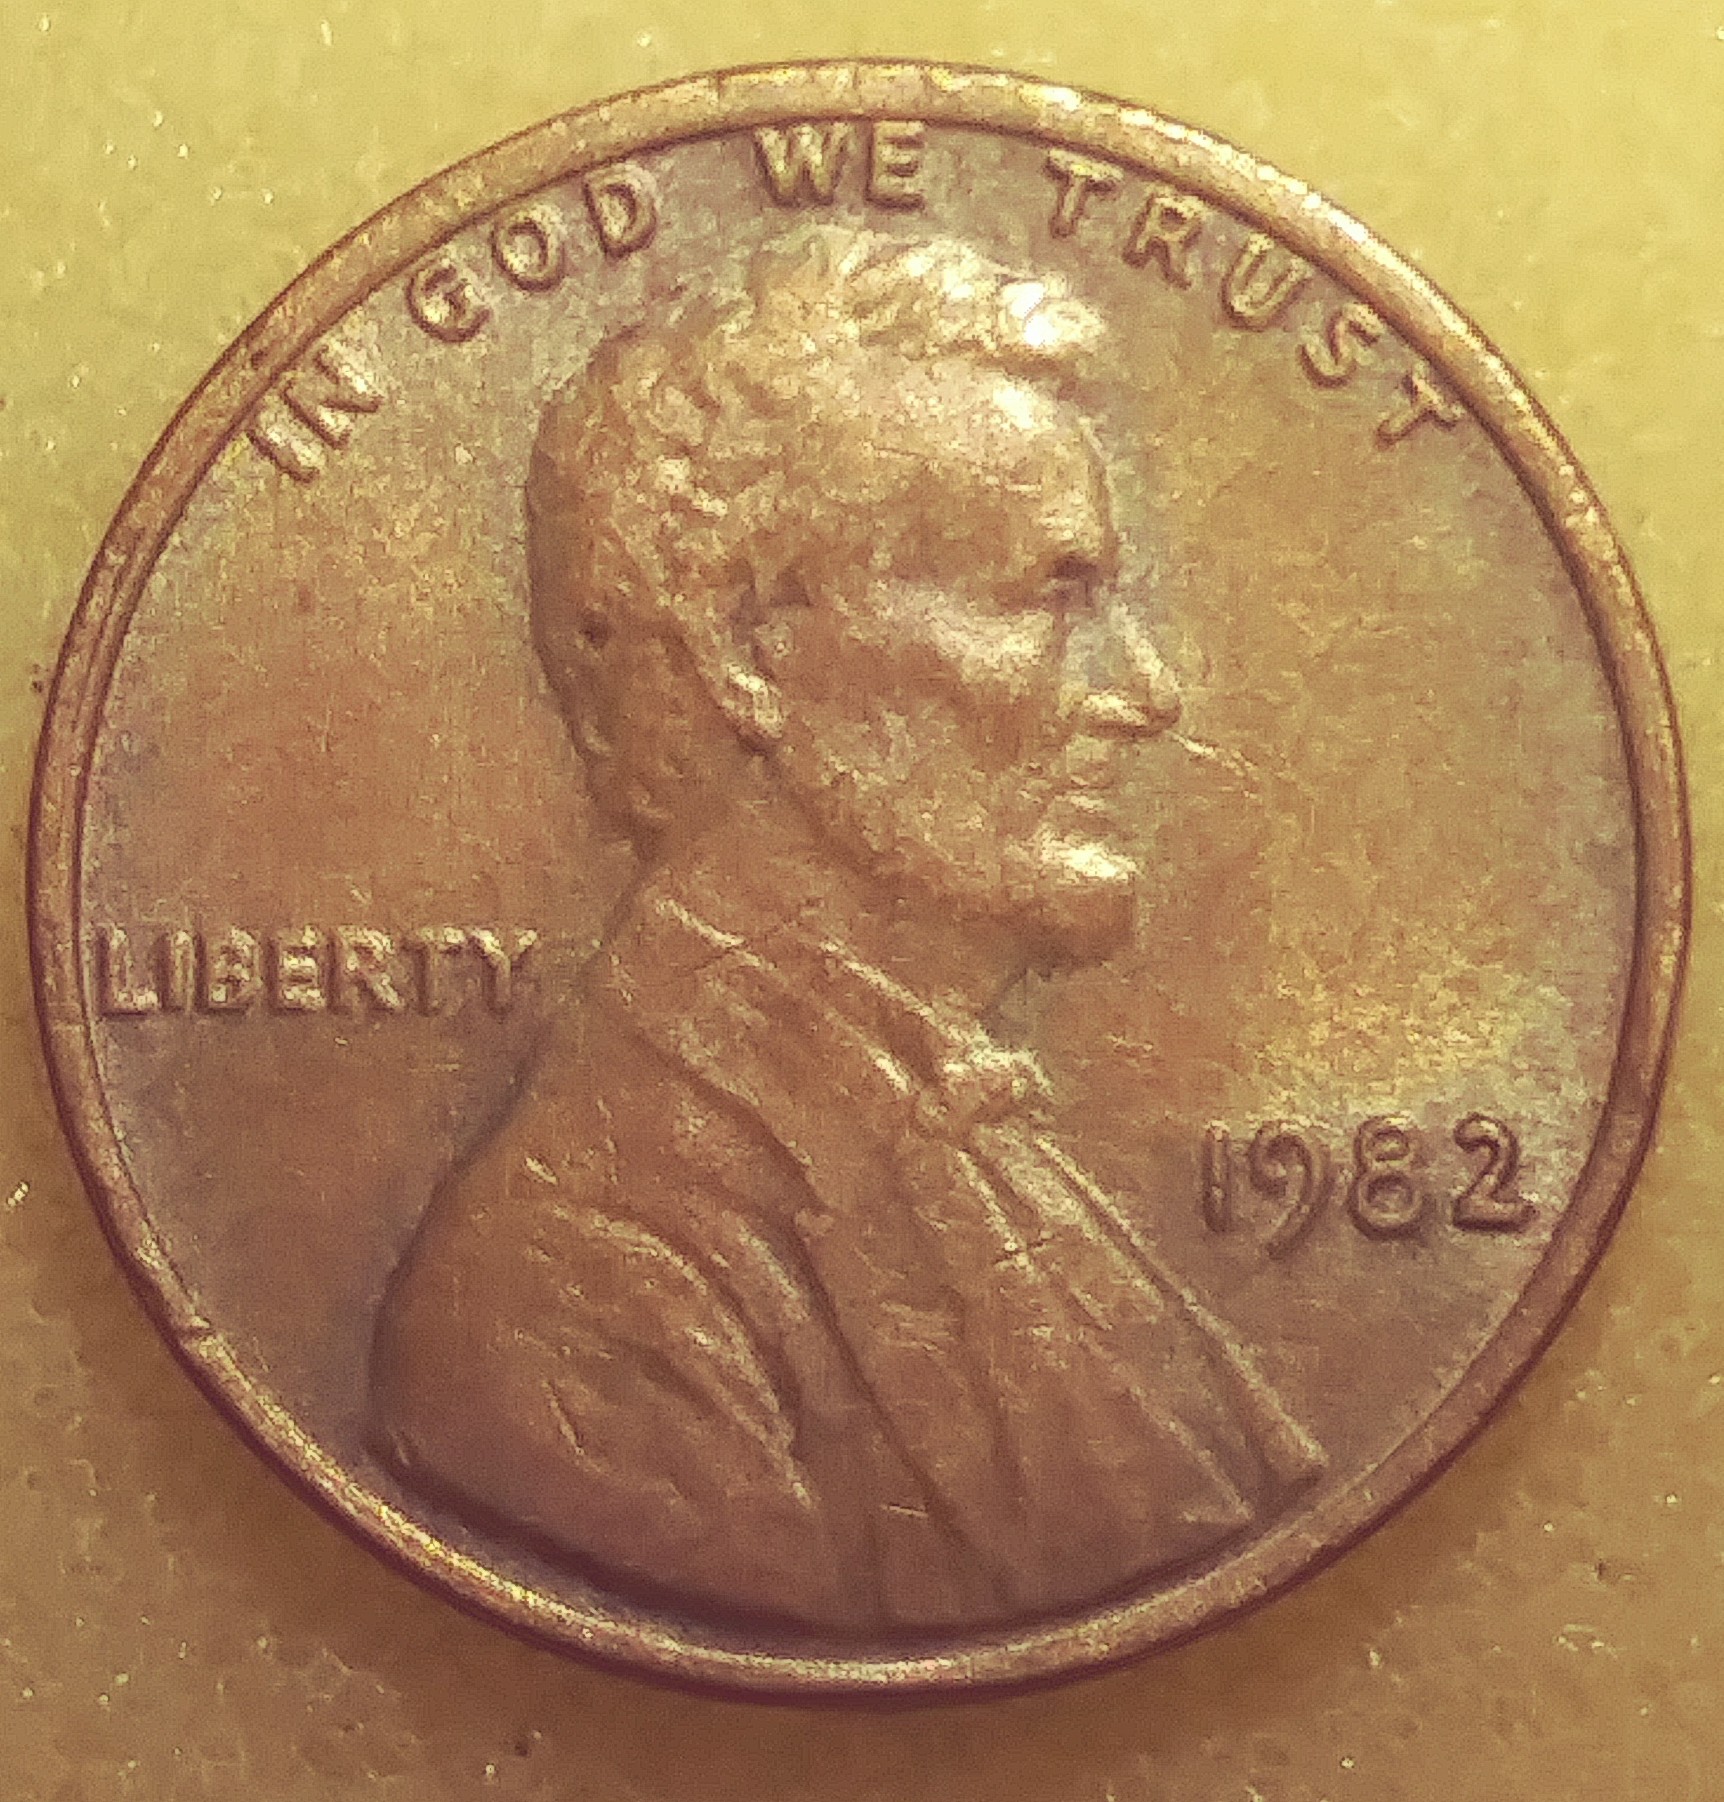 IN GOD WE TRUST
LIBERTY
1982